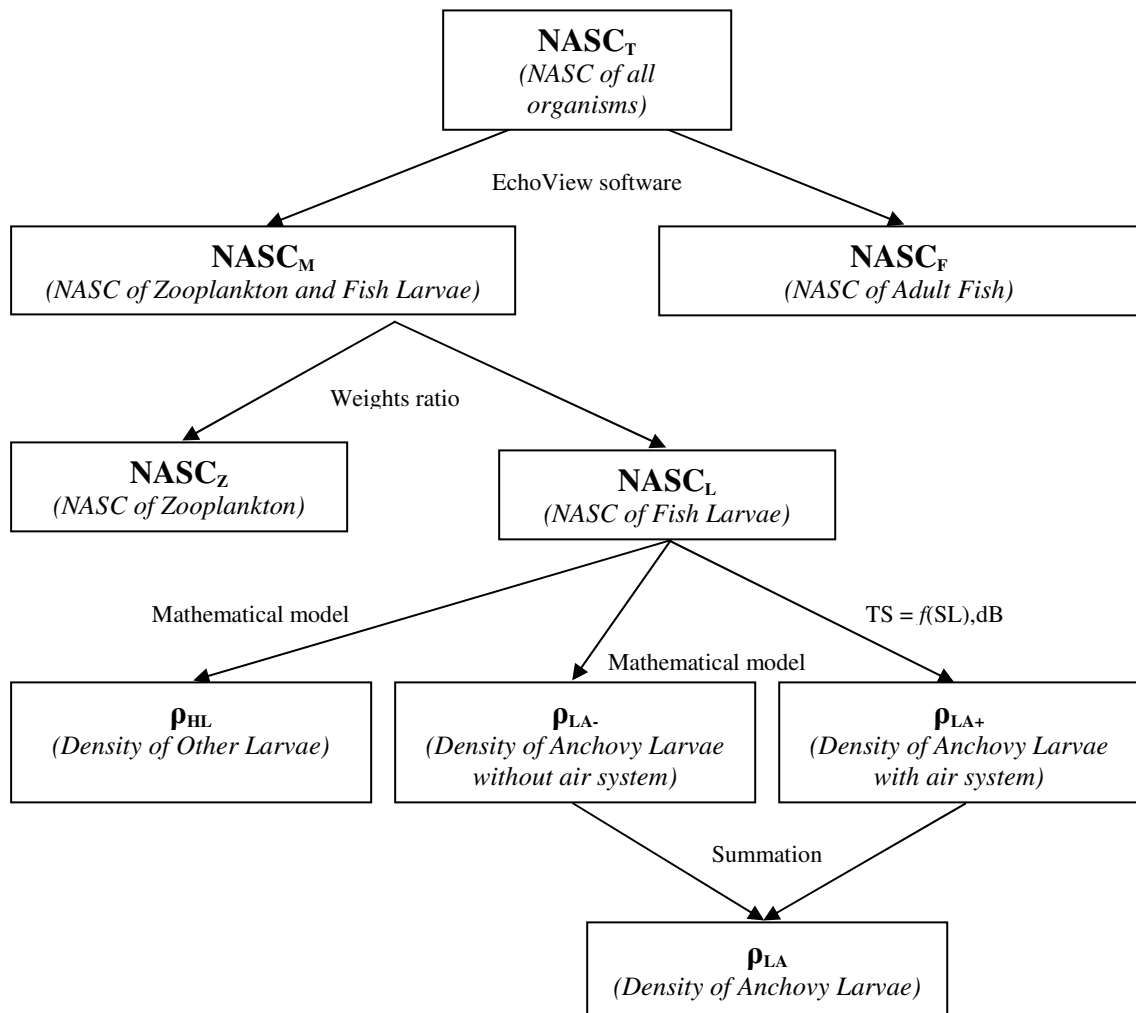 NASC_T
(NASC of all
organisms)
EchoView software
NASC_M
(NASC of Zooplankton and Fish Larvae)
NASC_F
(NASC of Adult Fish)
Weights ratio
NASC_Z
(NASC of Zooplankton)
NASC_L
(NASC of Fish Larvae)
Mathematical model
TS = f(SL),dB
Mathematical model
ρ_HL
(Density of Other Larvae)
ρ_LA-
(Density of Anchovy Larvae
without air system)
ρ_LA+
(Density of Anchovy Larvae
with air system)
Summation
ρ_LA
(Density of Anchovy Larvae)